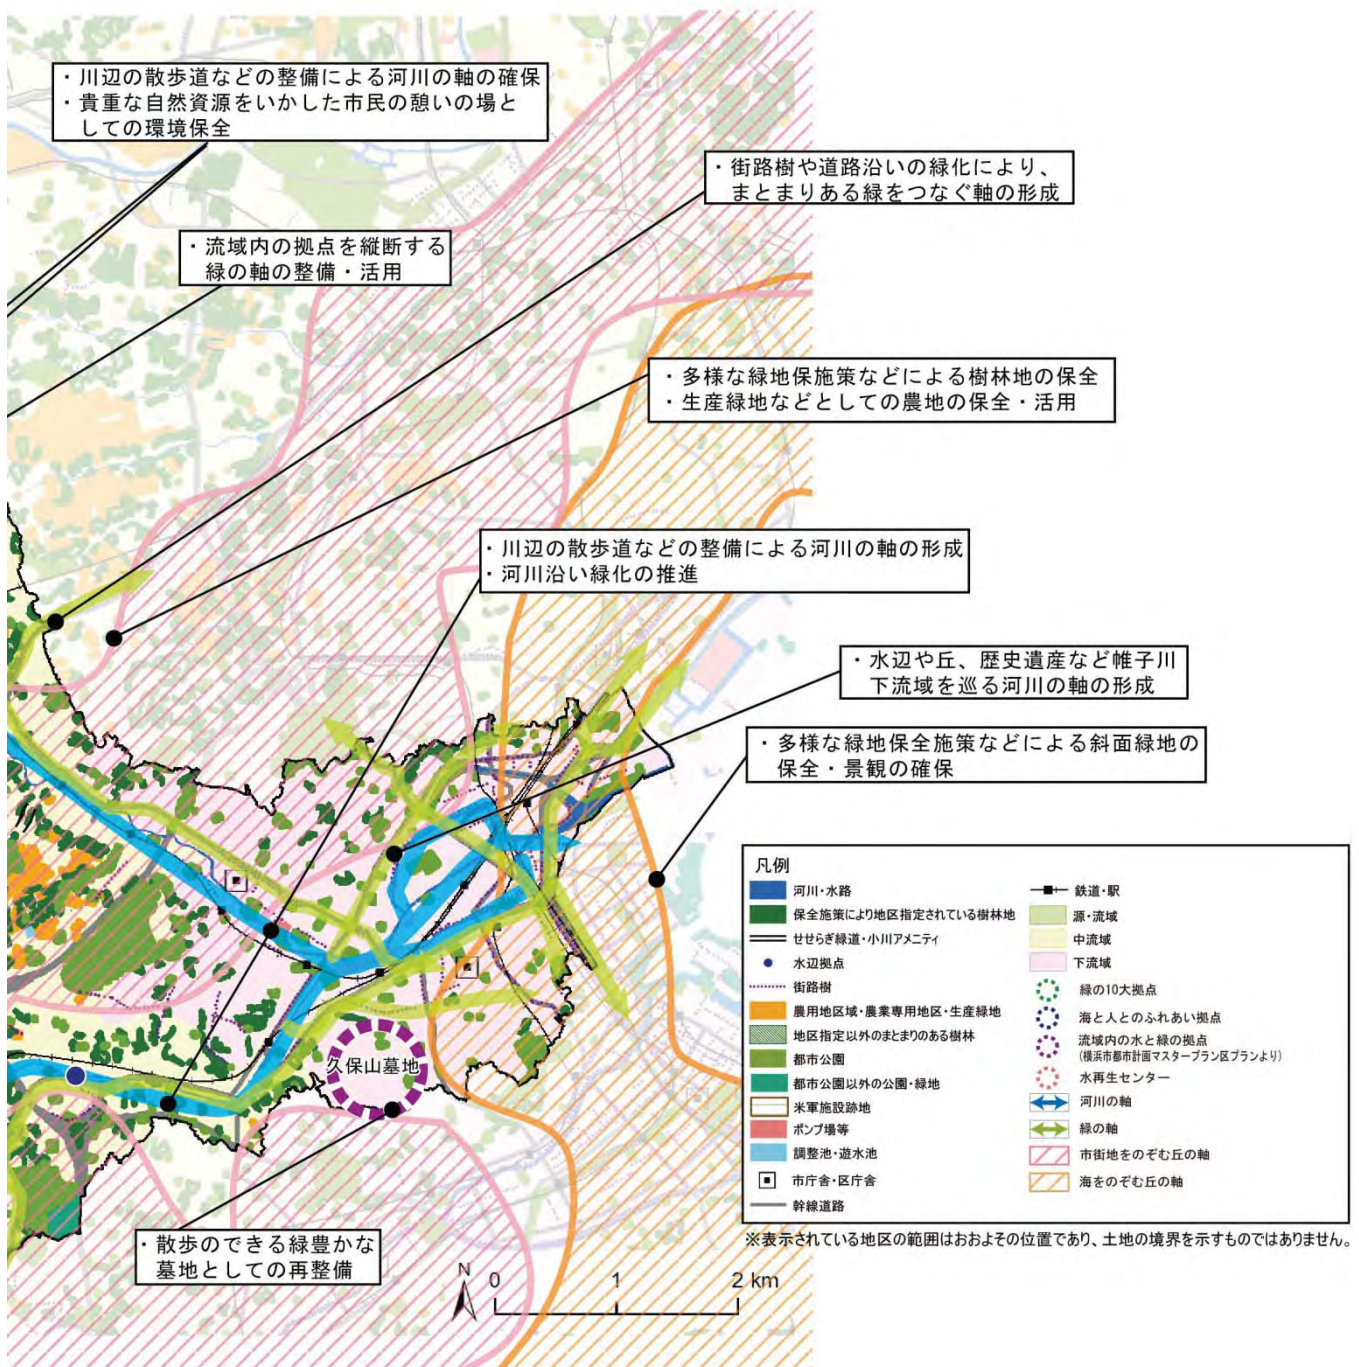 ・川辺の散歩道などの整備による河川の軸の確保
・貴重な自然資源をいかした市民の憩いの場と
しての環境保全
・街路樹や道路沿いの緑化により、
まとまりある緑をつなぐ軸の形成
・流域内の拠点を縦断する
緑の軸の整備・活用
・多様な緑地保施策などによる樹林地の保全
・生産緑地などとしての農地の保全・活用
・川辺の散歩道などの整備による河川の軸の形成
・河川沿い緑化の推進
・水辺や丘、歴史遺産など帷子川
下流域を巡る河川の軸の形成
・多様な緑地保全施策などによる斜面緑地の
保全・景観の確保
久保山墓地
・散歩のできる緑豊かな
墓地としての再整備
凡例
河川・水路
保全施策により地区指定されている樹林地
せせらぎ緑道・小川アメニティ
水辺拠点
街路樹
農用地区域・農業専用地区・生産緑地
地区指定以外のまとまりのある樹林
都市公園
都市公園以外の公園・緑地
米軍施設跡地
ポンプ場等
調整池・遊水池
市庁舎・区庁舎
幹線道路
鉄道・駅
源・流域
中流域
下流域
緑の10大拠点
海と人とのふれあい拠点
流域内の水と緑の拠点
(横浜市都市計画マスタープラン区プランより)
水再生センター
河川の軸
緑の軸
市街地をのぞむ丘の軸
海をのぞむ丘の軸
※表示されている地区の範囲はおおよその位置であり、土地の境界を示すものではありません。
N
0 1 2 km